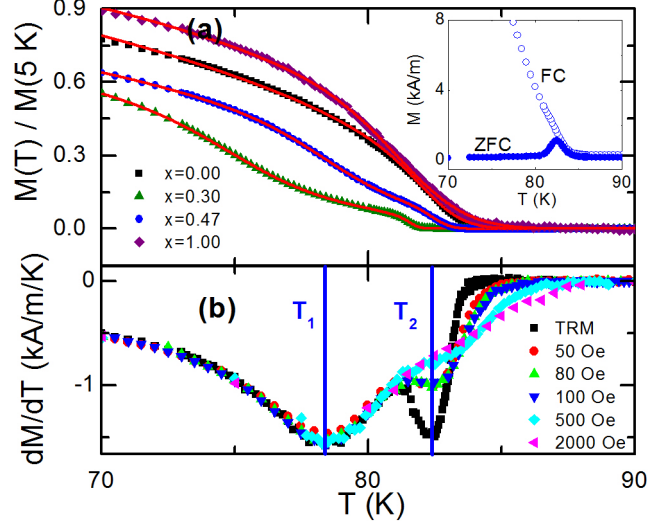 (a)
0.9
0.6
0.3
0.0
M(T) / M(5 K)
x=0.00
x=0.30
x=0.47
x=1.00
8
4
0
M (kA/m)
FC
ZFC
70 80 90
T (K)
(b)
0
-1
dM/dT (kA/m/K)
T1
T2
TRM
50 Oe
80 Oe
100 Oe
500 Oe
2000 Oe
70 80 90
T (K)